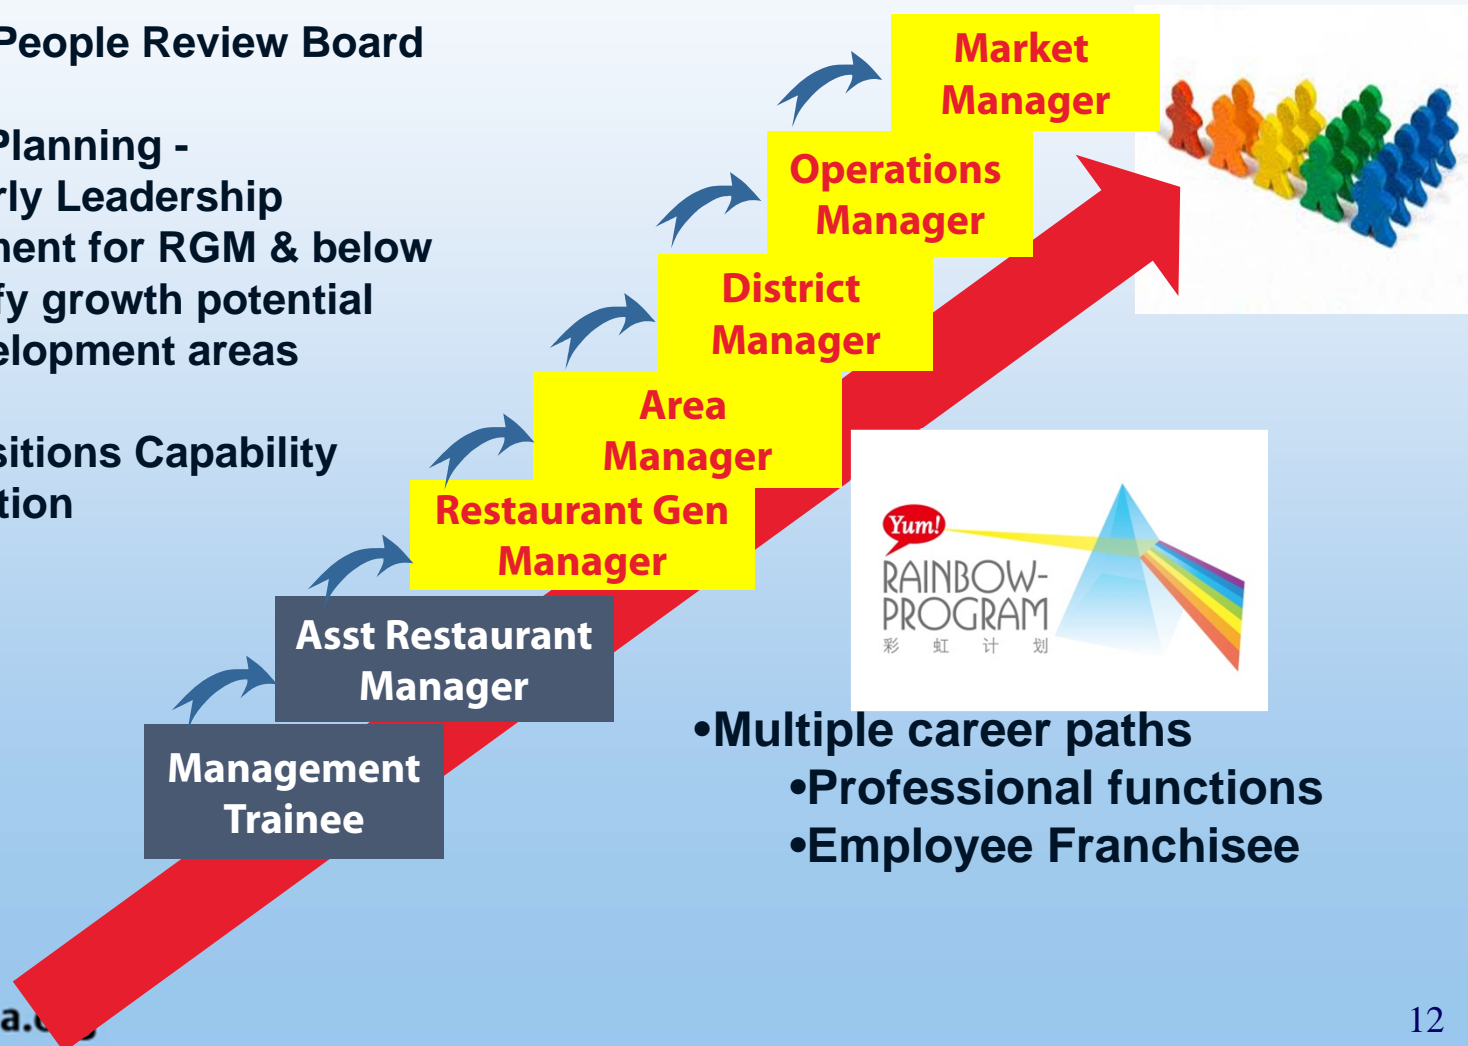 People Review Board
Planning -
rly Leadership
ment for RGM & below
fy growth potential
elopment areas
sitions Capability
tion
Market
Manager
Operations
Manager
District
Manager
Area
Manager
Restaurant Gen
Manager
Asst Restaurant
Manager
Management
Trainee
Yum!
RAINBOW-
PROGRAM
彩虹计划
•Multiple career paths
•Professional functions
•Employee Franchisee
12